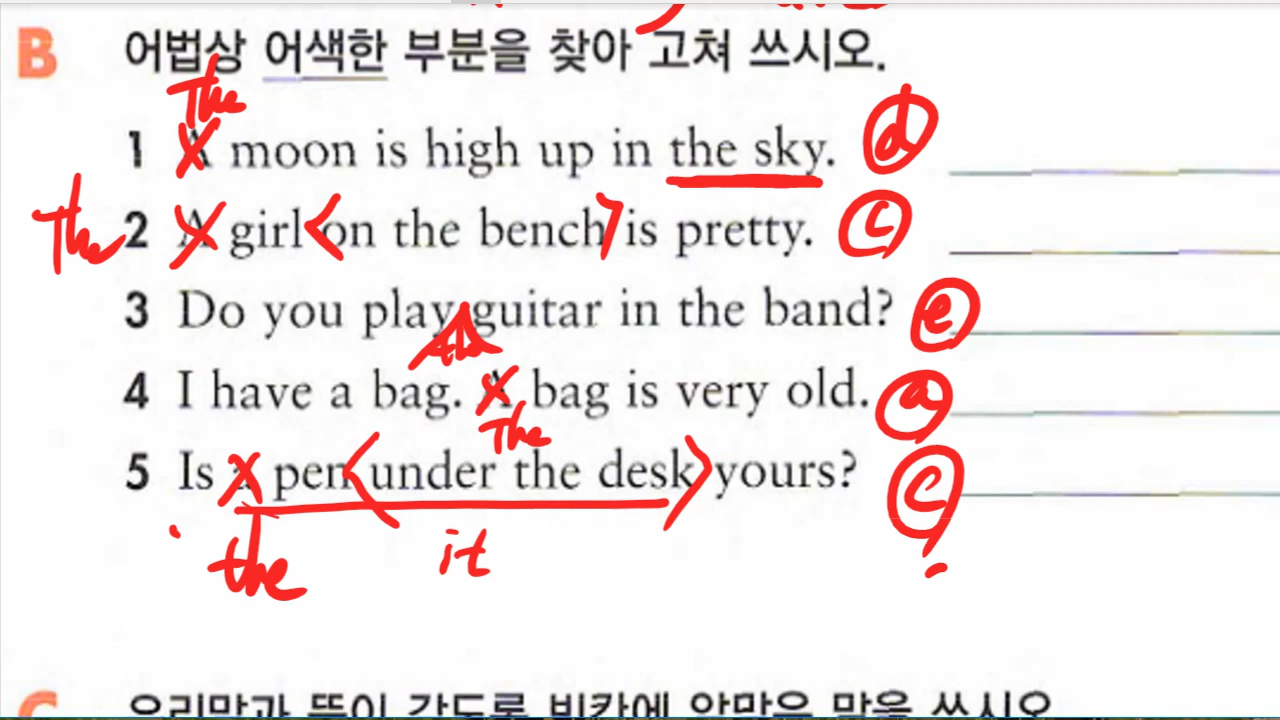 B 어법상 어색한 부분을 찾아 고쳐 쓰시오.
The
1 A moon is high up in the sky. d
The 2 A girl on the bench is pretty. c
3 Do you play guitar in the band? e
the
4 I have a bag. A bag is very old. a
The
5 Is a pen under the desk yours? c
the it
C 우리말과 뜻이 같도록 빈칸에 알맞은 말을 쓰시오